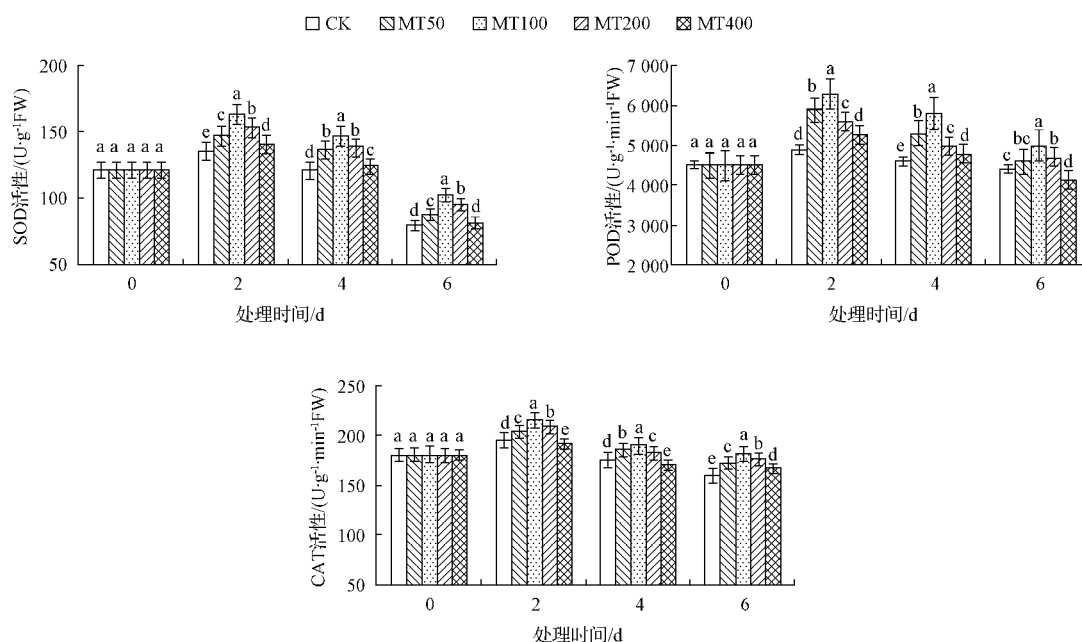 CK MT50 MT100 MT200 MT400
SOD活性/(U·g⁻¹FW)
200
150
100
50
a a a a a
e c a b d
d b a b c
d c a b d
0 2 4 6
处理时间/d
POD活性/(U·g⁻¹·min⁻¹FW)
7 000
6 000
5 000
4 000
3 000
2 000
a a a a a
d b a c d
e b a c d
c bc a b d
0 2 4 6
处理时间/d
CAT活性/(U·g⁻¹·min⁻¹FW)
250
200
150
100
50
a a a a a
d c a b e
d b a c e
e c a b d
0 2 4 6
处理时间/d